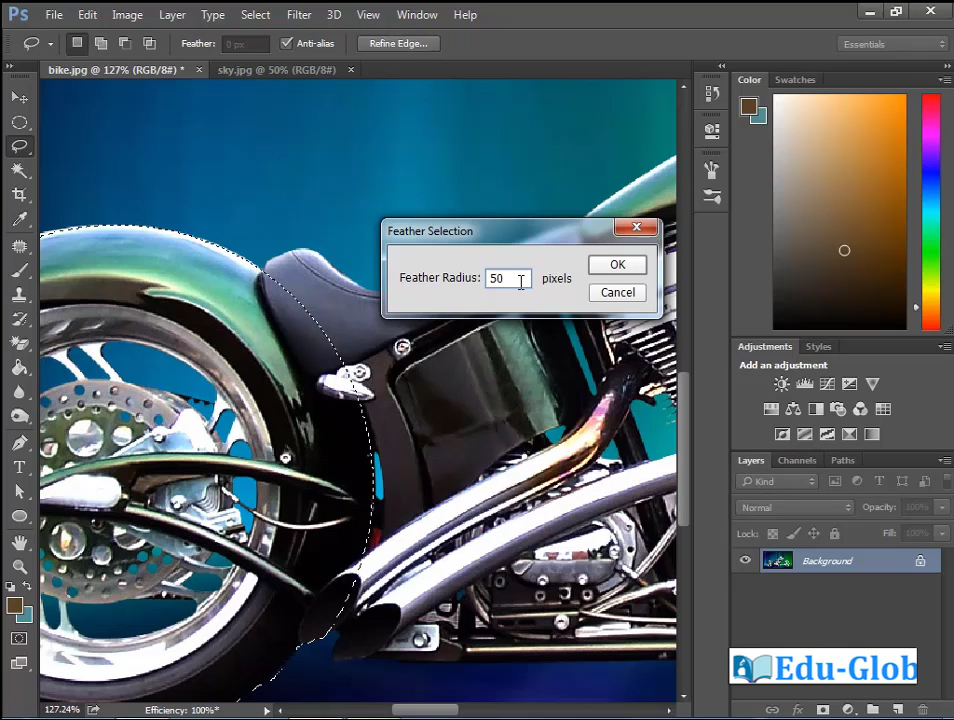 Ps File Edit Image Layer Type Select Filter 3D View Window Help
Feather: 0 px Anti-alias Refine Edge... Essentials
bike.jpg @ 127% (RGB/8#) * × sky.jpg @ 50% (RGB/8#) ×
Color Swatches
Feather Selection
Feather Radius: 50 pixels
OK
Cancel
Adjustments Styles
Add an adjustment
Layers Channels Paths
Kind
Normal Opacity: 100%
Lock: Fill: 100%
Background
Edu-Glob
127.24% Efficiency: 100%*